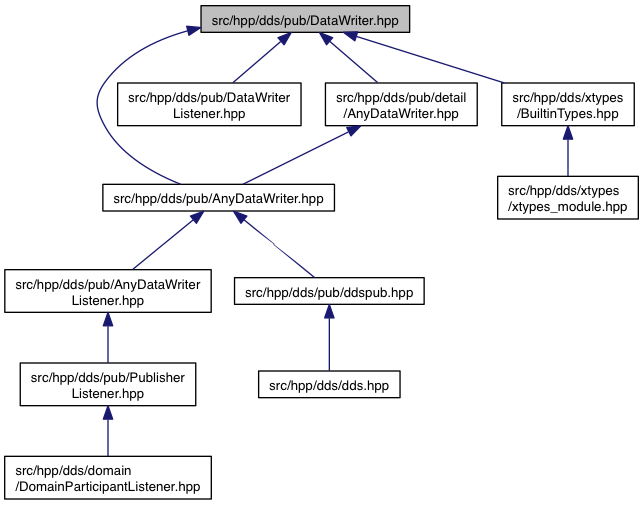 src/hpp/dds/pub/DataWriter.hpp
src/hpp/dds/pub/DataWriter
Listener.hpp
src/hpp/dds/pub/detail
/AnyDataWriter.hpp
src/hpp/dds/xtypes
/BuiltinTypes.hpp
src/hpp/dds/pub/AnyDataWriter.hpp
src/hpp/dds/xtypes
/xtypes_module.hpp
src/hpp/dds/pub/AnyDataWriter
Listener.hpp
src/hpp/dds/pub/ddspub.hpp
src/hpp/dds/pub/Publisher
Listener.hpp
src/hpp/dds/dds.hpp
src/hpp/dds/domain
/DomainParticipantListener.hpp